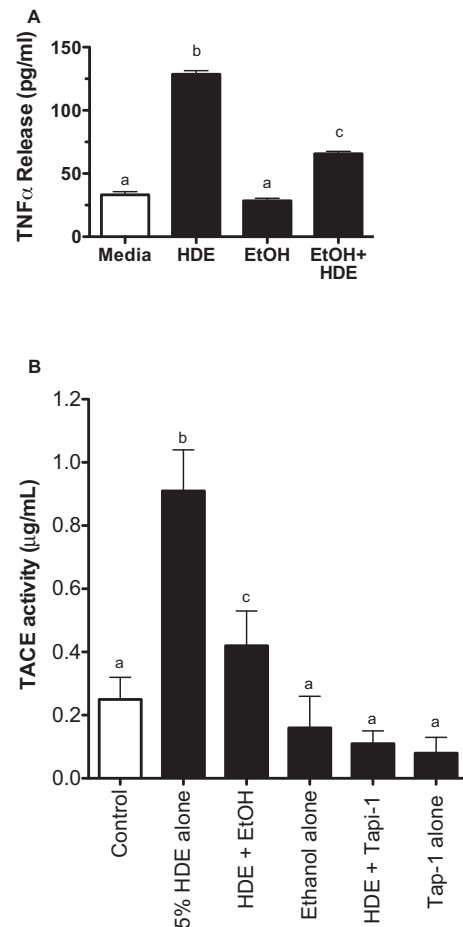 A
TNFα Release (pg/ml)
150
100
50
0
a
b
a
c
Media
HDE
EtOH
EtOH+
HDE
B
TACE activity (μg/mL)
1.2
1.0
0.8
0.6
0.4
0.2
0.0
a
b
c
a
a
a
Control
5% HDE alone
HDE + EtOH
Ethanol alone
HDE + Tapi-1
Tap-1 alone